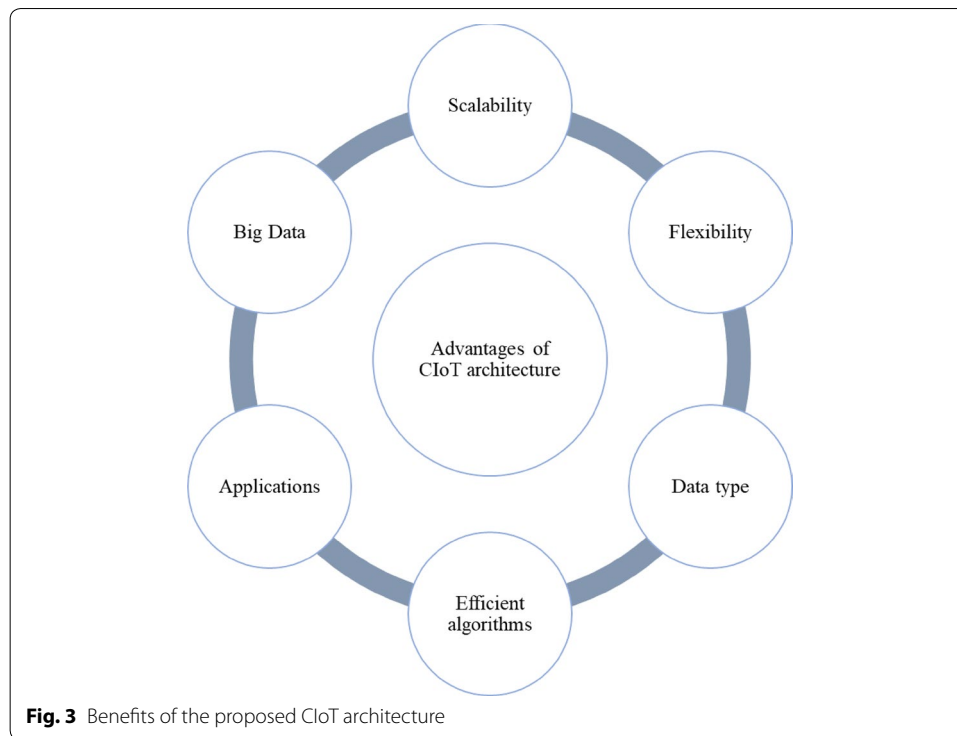 Scalability
Big Data
Flexibility
Advantages of
CIoT architecture
Applications
Data type
Efficient
algorithms
Fig. 3 Benefits of the proposed CIoT architecture